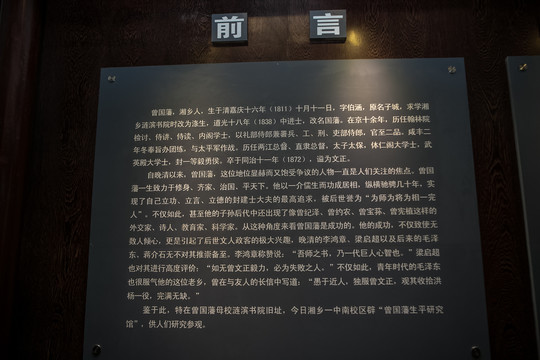 前言
曾国藩，湘乡人，生于清嘉庆十六年（1811）十月十一日，字伯涵，原名子城，求学湘
乡涟滨书院时改为涤生，道光十八年（1838）中进士，改名国藩，在京十余年，历任翰林院
检讨、侍讲、侍读、内阁学士，以礼部侍郎兼署兵、工、刑、吏部侍郎，官至二品，咸丰二
年冬奉旨办团练，与太平军作战，历任两江总督、直隶总督，太子太保，体仁阁大学士，武
英殿大学士，封一等毅勇侯。卒于同治十一年（1872），谥为文正。
自晚清以来，曾国藩，这位地位显赫而又饱受争议的人物一直是人们关注的焦点，曾国
藩一生致力于修身、齐家、治国、平天下，他以一介儒生而功成居相，纵横驰骋几十年，实
现了自己立功、立言、立德的封建士大夫的最高追求，被后世誉为“为师为将为相一完
人”，不仅如此，甚至他的子孙后代中还出现了像曾纪泽、曾约农、曾宝荪、曾宪植这样的
外交家、诗人、教育家、科学家。从这种角度来看曾国藩是成功的，他的成功，不仅致使无
数人倾心，更是引起了后世文人政客的极大兴趣，晚清的李鸿章、梁启超以及后来的毛泽
东、蒋介石无不对其推崇备至。李鸿章称赞说：“吾师之书，乃一代巨人心智也。”梁启超
也对其进行高度评价：“如无曾文正毅力，必为失败之人。”不仅如此，青年时代的毛泽东
也很服气他的这位老乡，曾在与友人的长信中写道：“愚于近人，独服曾文正，观其收拾洪
杨一役，完满无缺。”
鉴于此，特在曾国藩母校涟滨书院旧址，今日湘乡一中南校区辟“曾国藩生平研究
馆”，供人们研究参观。